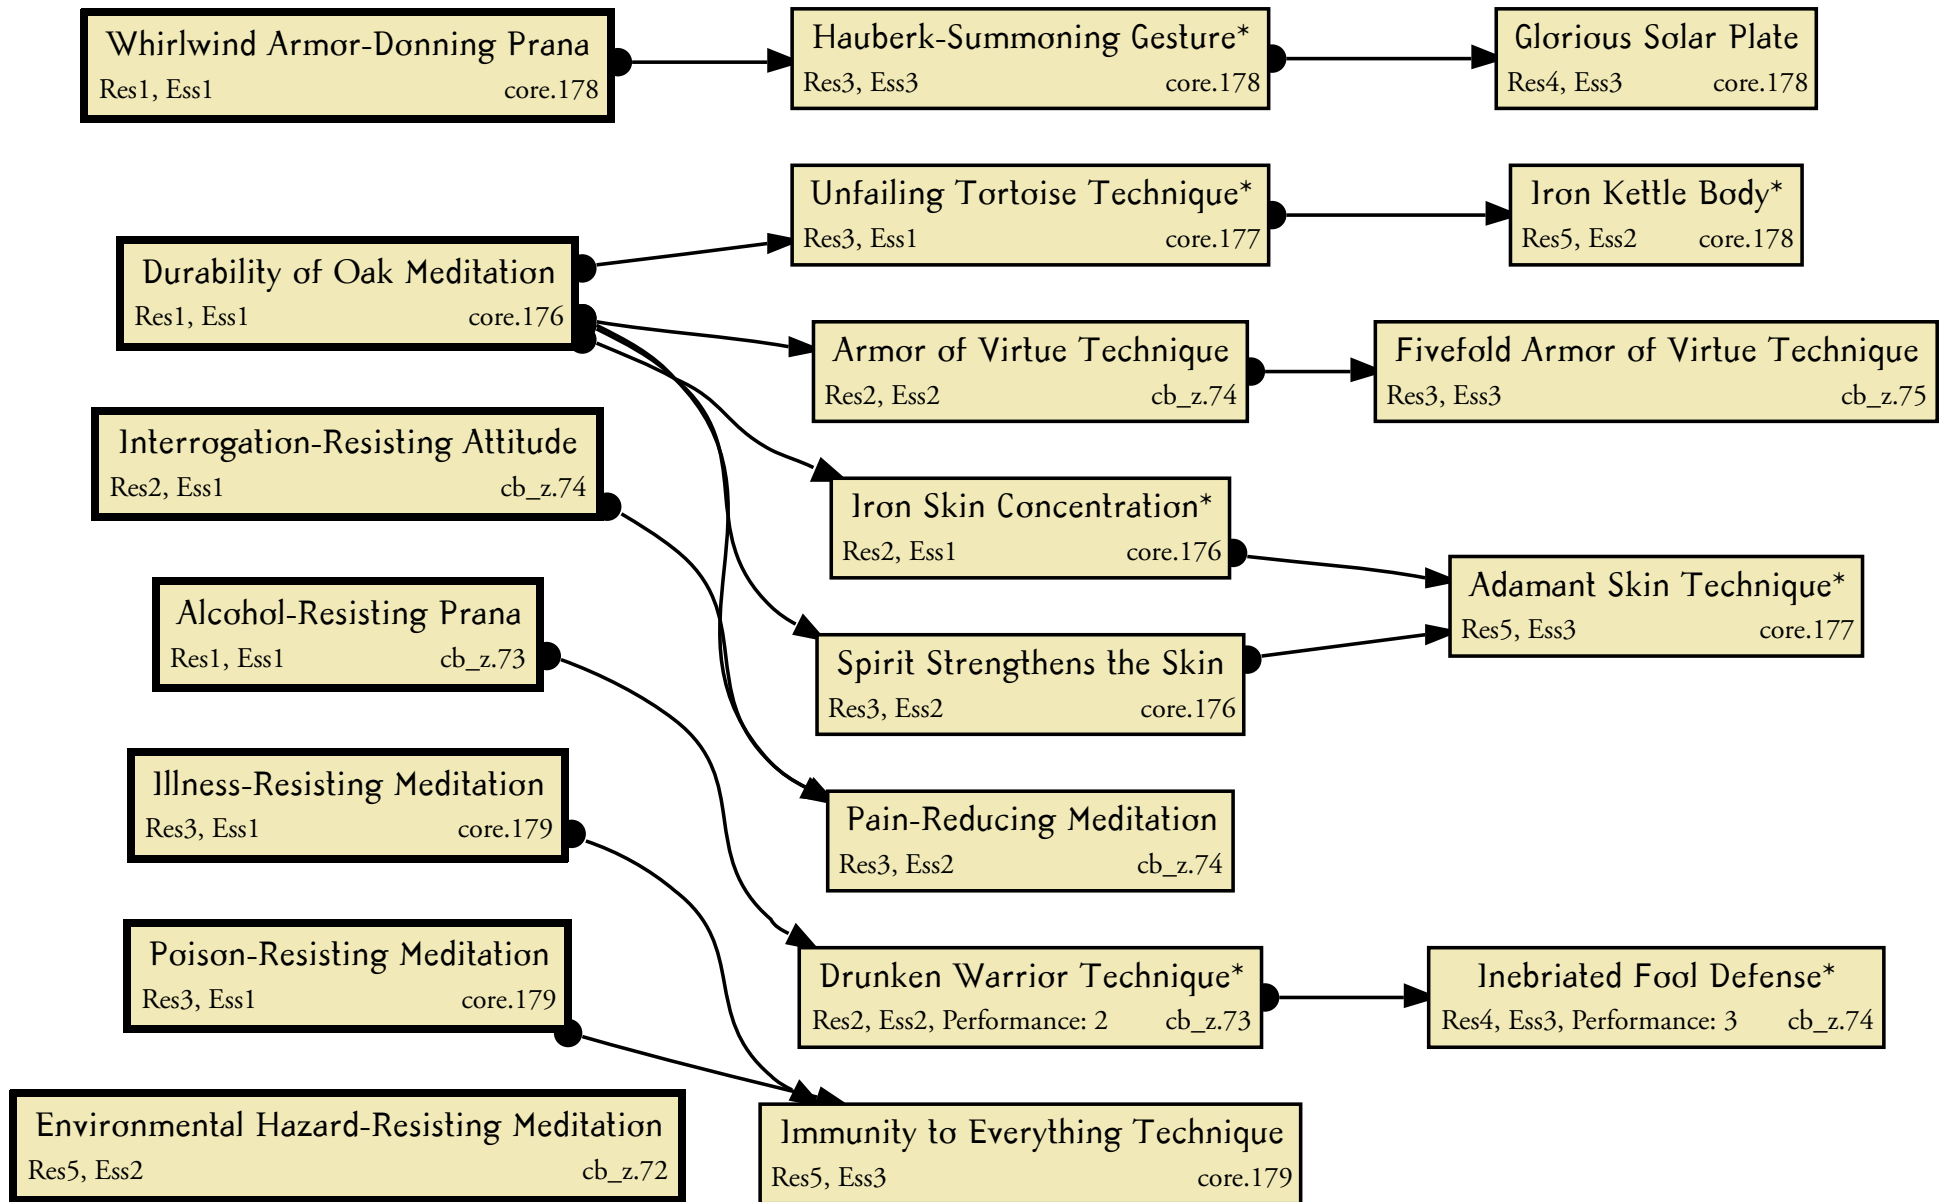 Whirlwind Armor-Donning Prana
Res1, Ess1 core.178
Hauberk-Summoning Gesture*
Res3, Ess3 core.178
Glorious Solar Plate
Res4, Ess3 core.178
Unfailing Tortoise Technique*
Res3, Ess1 core.177
Iron Kettle Body*
Res5, Ess2 core.178
Durability of Oak Meditation
Res1, Ess1 core.176
Armor of Virtue Technique
Res2, Ess2 cb_z.74
Fivefold Armor of Virtue Technique
Res3, Ess3 cb_z.75
Interrogation-Resisting Attitude
Res2, Ess1 cb_z.74
Iron Skin Concentration*
Res2, Ess1 core.176
Adamant Skin Technique*
Res5, Ess3 core.177
Alcohol-Resisting Prana
Res1, Ess1 cb_z.73
Spirit Strengthens the Skin
Res3, Ess2 core.176
Illness-Resisting Meditation
Res3, Ess1 core.179
Pain-Reducing Meditation
Res3, Ess2 cb_z.74
Poison-Resisting Meditation
Res3, Ess1 core.179
Drunken Warrior Technique*
Res2, Ess2, Performance: 2 cb_z.73
Inebriated Fool Defense*
Res4, Ess3, Performance: 3 cb_z.74
Environmental Hazard-Resisting Meditation
Res5, Ess2 cb_z.72
Immunity to Everything Technique
Res5, Ess3 core.179